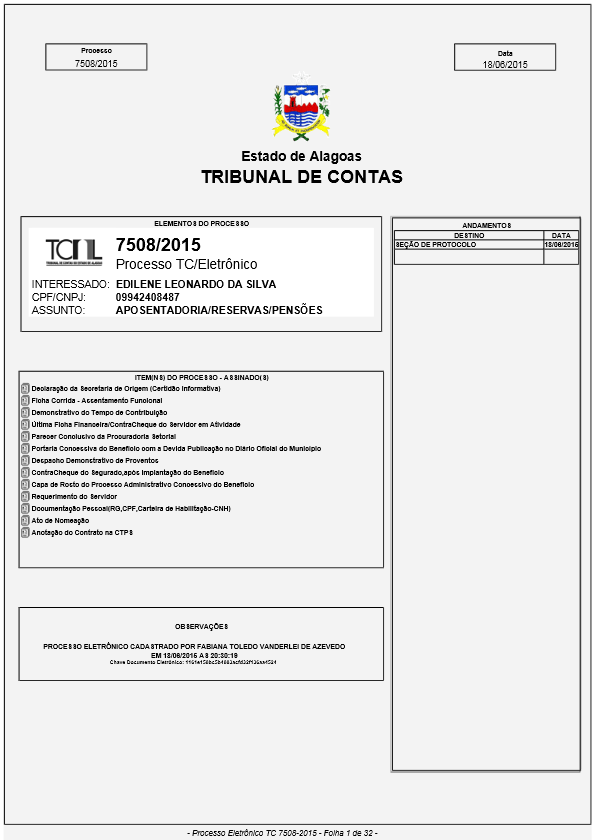 Processo
7508/2015
Data
18/06/2015
Estado de Alagoas
TRIBUNAL DE CONTAS
ELEMENTOS DO PROCESSO
7508/2015
Processo TC/Eletrônico
INTERESSADO: EDILENE LEONARDO DA SILVA
CPF/CNPJ: 09942408487
ASSUNTO: APOSENTADORIA/RESERVAS/PENSÕES
ANDAMENTOS
DESTINO DATA
SEÇÃO DE PROTOCOLO 18/06/2015
ITEM(NS) DO PROCESSO - ASSINADO(S)
Declaração da Secretaria de Origem (Certidão Informativa)
Ficha Corrida - Assentamento Funcional
Demonstrativo do Tempo de Contribuição
Última Ficha Financeira/ContraCheque do Servidor em Atividade
Parecer Conclusivo da Procuradoria Setorial
Portaria Concessiva do Benefício com a Devida Publicação no Diário Oficial do Município
Despacho Demonstrativo de Proventos
ContraCheque do Segurado,após Implantação do Benefício
Capa de Rosto do Processo Administrativo Concessivo do Benefício
Requerimento do Servidor
Documentação Pessoal(RG,CPF,Carteira de Habilitação-CNH)
Ato de Nomeação
Anotação do Contrato na CTPS
OBSERVAÇÕES
PROCESSO ELETRÔNICO CADASTRADO POR FABIANA TOLEDO VANDERLEI DE AZEVEDO
EM 18/06/2015 AS 20:30:19
Chave Documento Eletrônico:
- Processo Eletrônico TC 7508-2015 - Folha 1 de 32 -